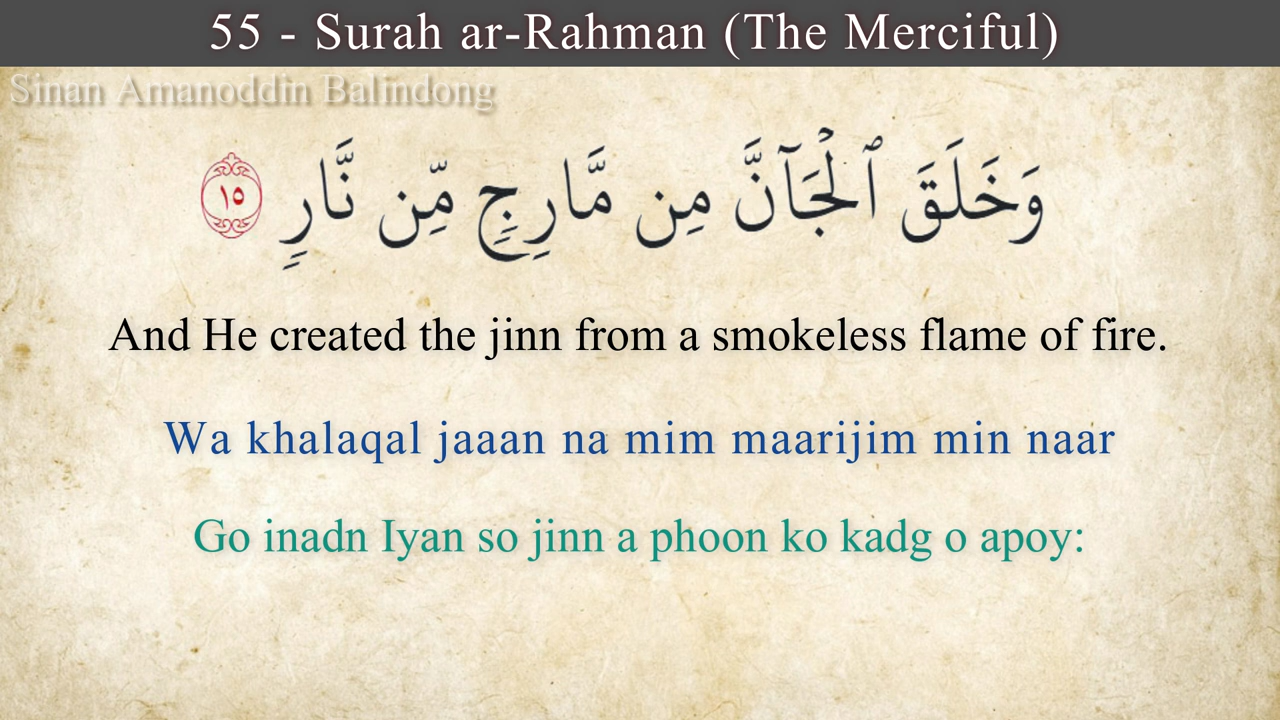 55 - Surah ar-Rahman (The Merciful)
Sinan Amanoddin Balindong
وَخَلَقَ ٱلْجَآنَّ مِن مَّارِجٍ مِّن نَّارٍ ١٥
And He created the jinn from a smokeless flame of fire.
Wa khalaqal jaaan na mim maarijim min naar
Go inadn Iyan so jinn a phoon ko kadg o apoy: